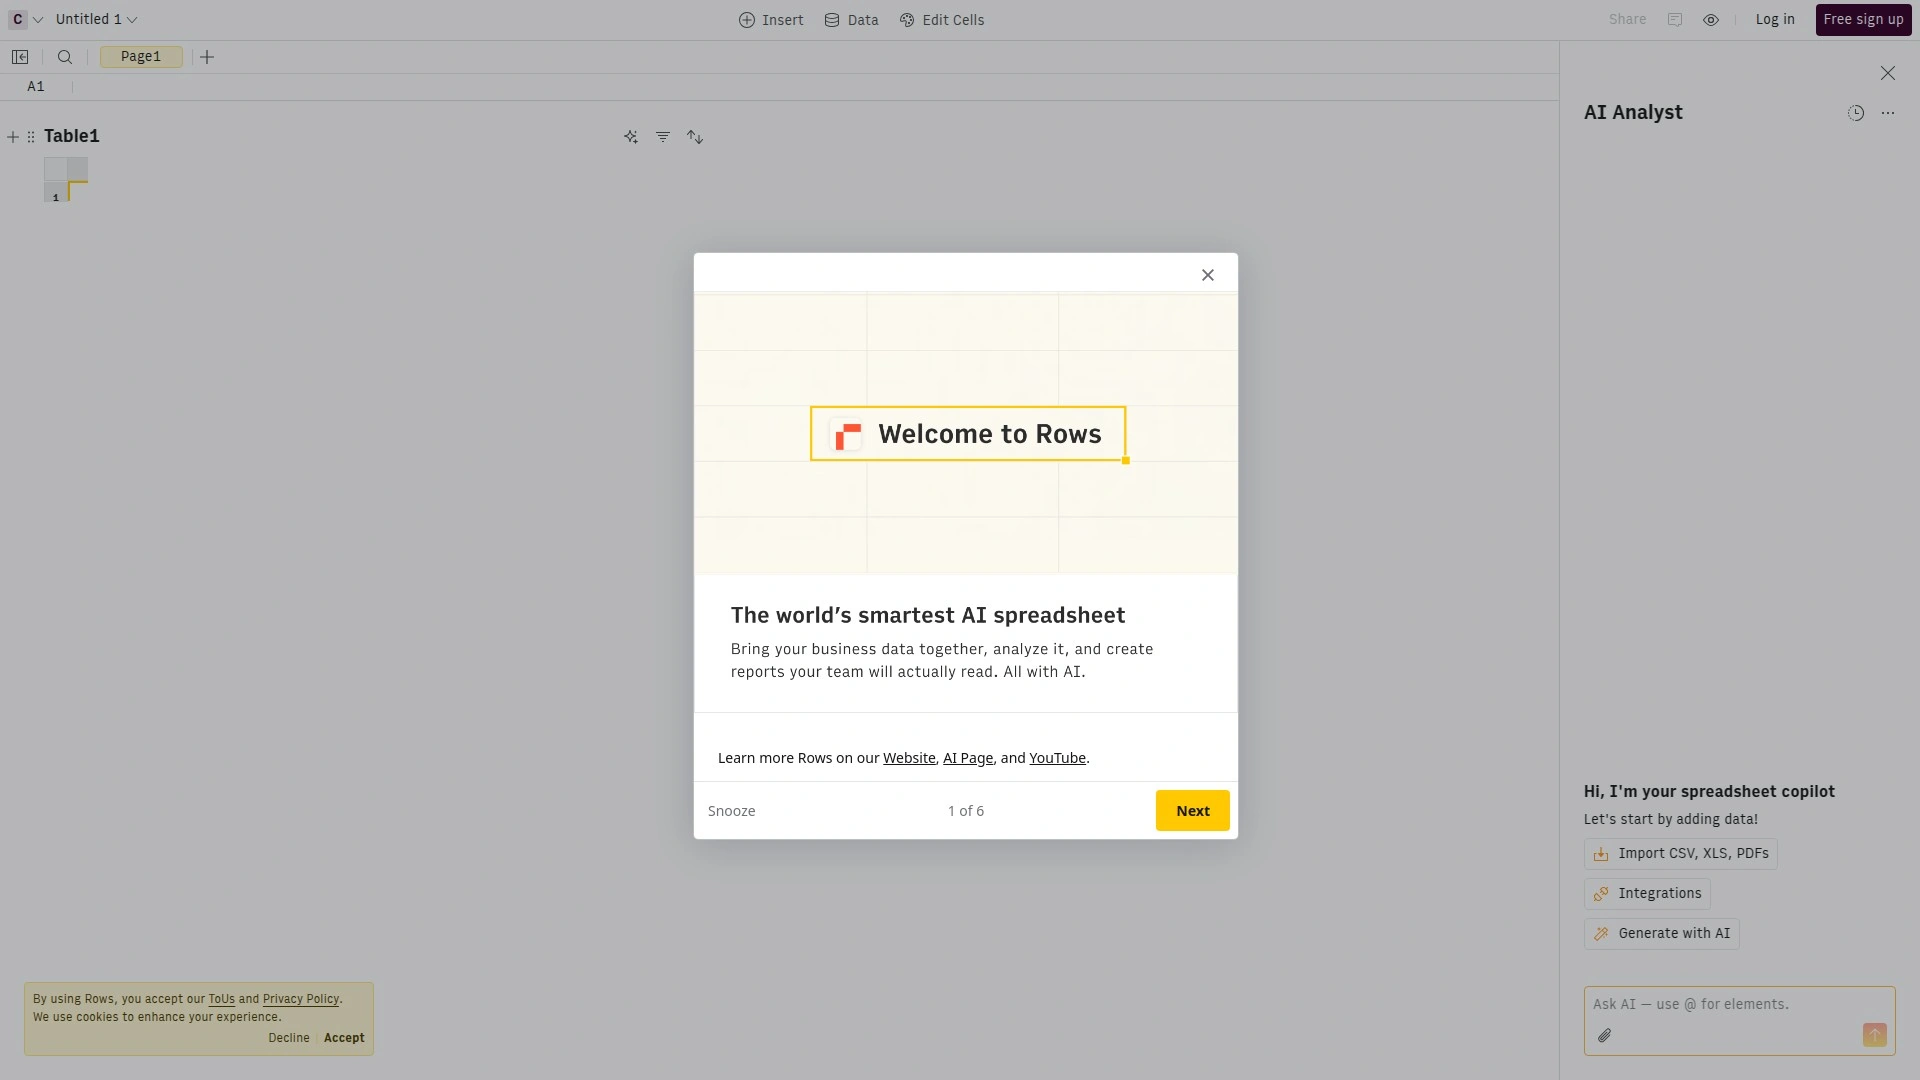 C
Untitled 1
Insert
Data
Edit Cells
Share
Log in
Free sign up
Page1
A1
Table1
1
AI Analyst
Welcome to Rows
The world’s smartest AI spreadsheet
Bring your business data together, analyze it, and create
reports your team will actually read. All with AI.
Learn more Rows on our Website, AI Page, and YouTube.
Snooze
1 of 6
Next
Hi, I'm your spreadsheet copilot
Let's start by adding data!
Import CSV, XLS, PDFs
Integrations
Generate with AI
Ask AI — use @ for elements.
By using Rows, you accept our ToUs and Privacy Policy.
We use cookies to enhance your experience.
Decline
Accept